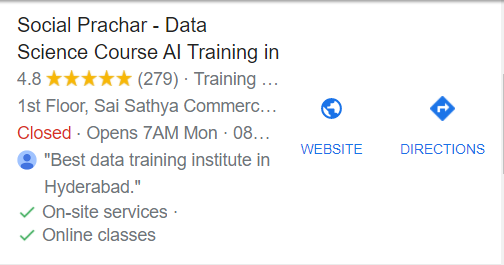 Social Prachar - Data
Science Course AI Training in
4.8 (279) · Training ...
1st Floor, Sai Sathya Commerc...
Closed · Opens 7AM Mon · 08...
"Best data training institute in
Hyderabad."
On-site services ·
Online classes
WEBSITE
DIRECTIONS